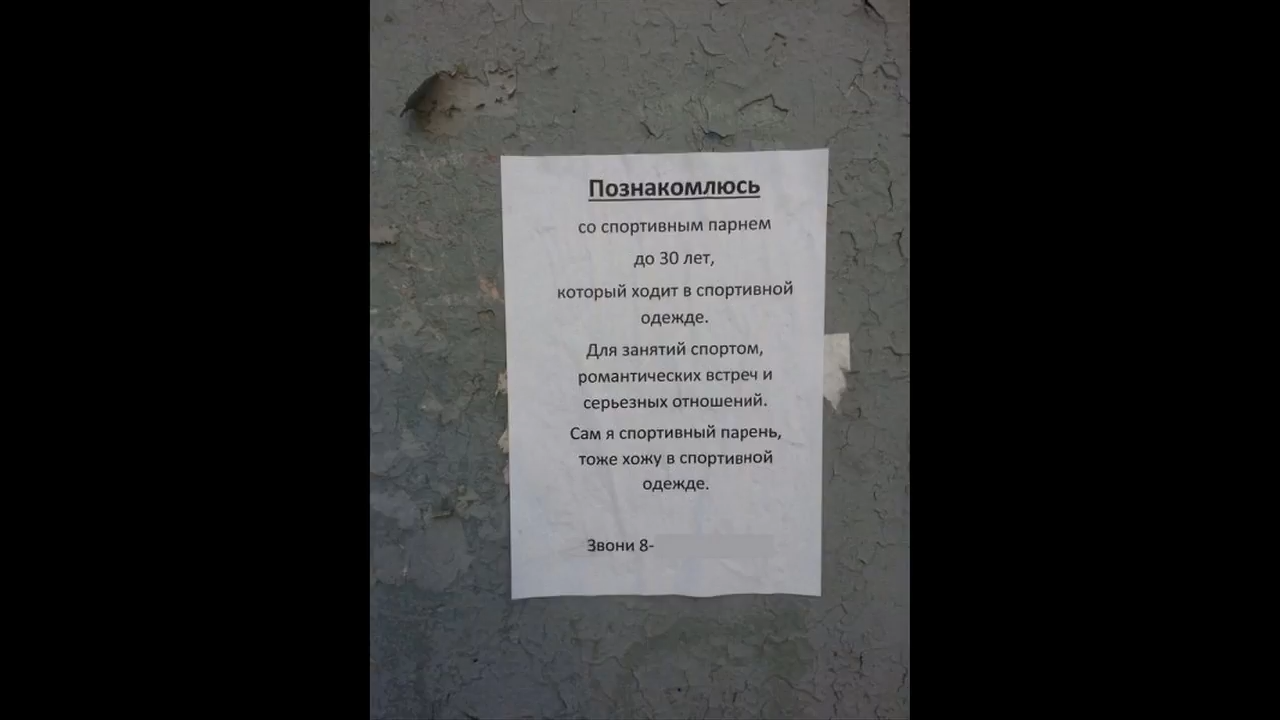 Познакомлюсь
со спортивным парнем
до 30 лет,
который ходит в спортивной
одежде.
Для занятий спортом,
романтических встреч и
серьезных отношений.
Сам я спортивный парень,
тоже хожу в спортивной
одежде.
Звони 8-